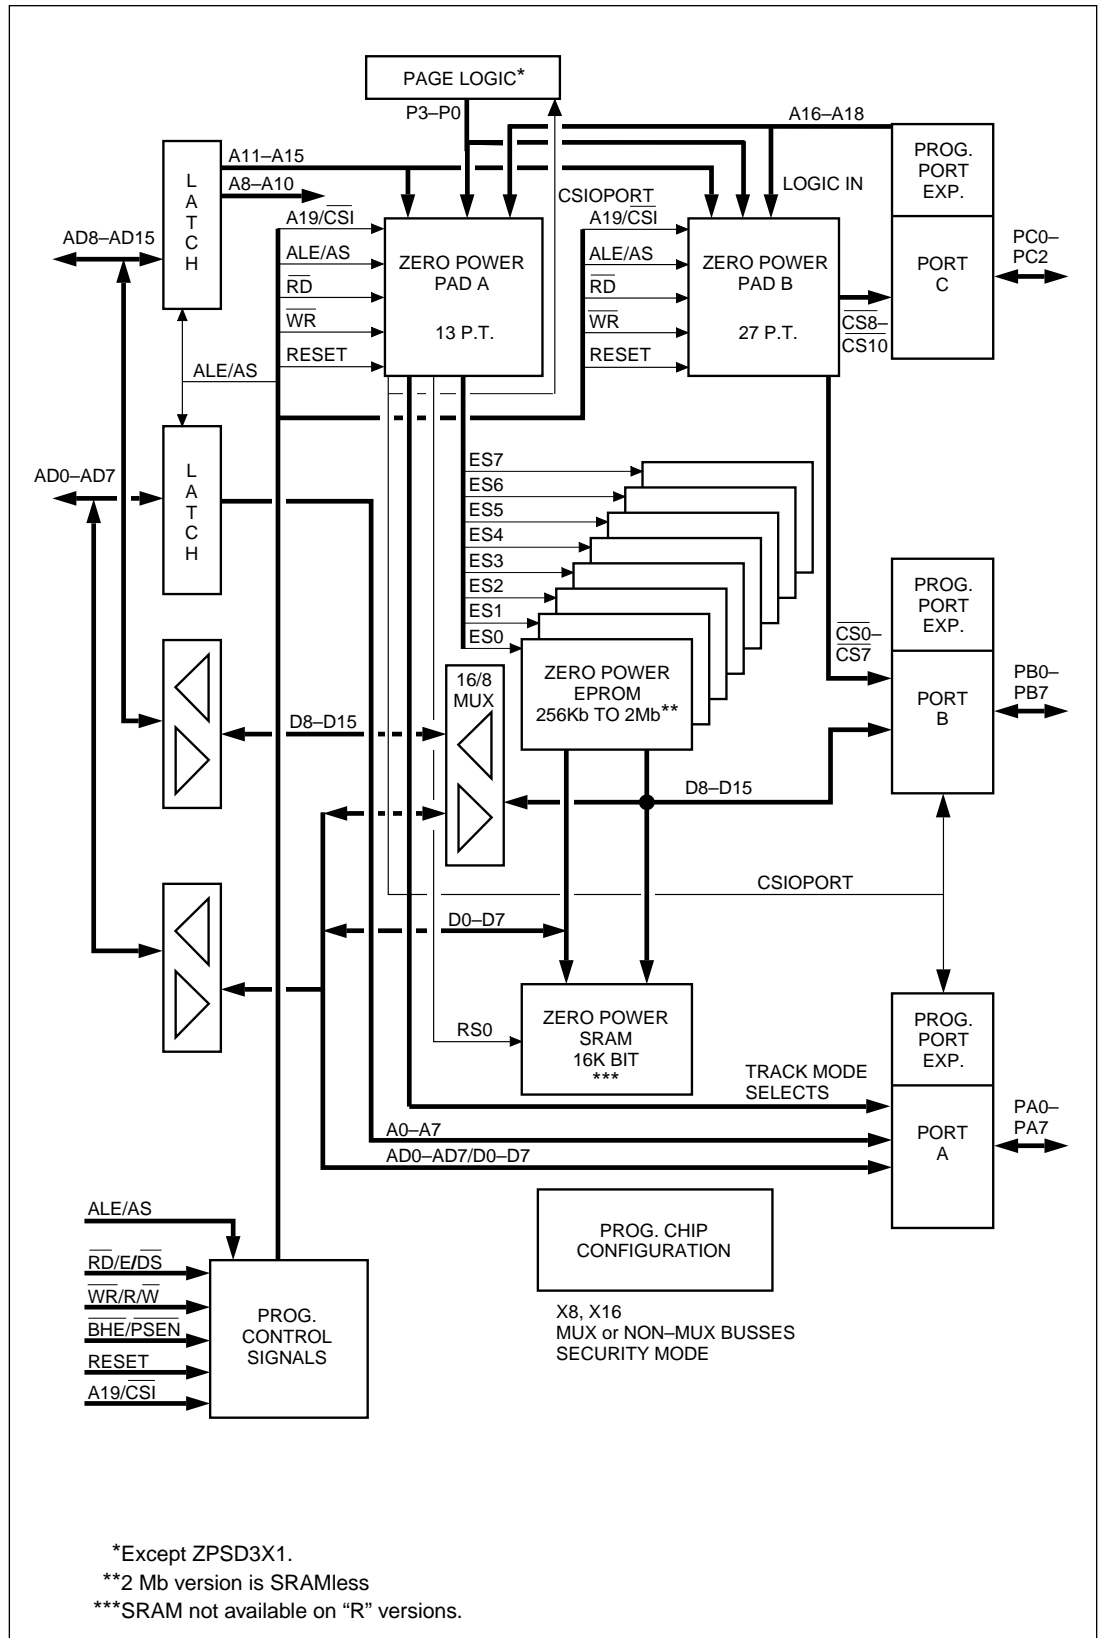 PAGE LOGIC*
P3–P0
A16–A18
PROG.
PORT
EXP.
A11–A15
A8–A10
L
A
T
C
H
LOGIC IN
CSIOPORT
A19/CSI
A19/CSI
AD8–AD15
PC0–
PC2
ALE/AS
ALE/AS
ZERO POWER
PAD A
13 P.T.
ZERO POWER
PAD B
27 P.T.
PORT
C
RD
RD
WR
WR
CS8–
CS10
RESET
RESET
ALE/AS
AD0–AD7
L
A
T
C
H
ES7
ES6
ES5
ES4
ES3
ES2
ES1
ES0
PROG.
PORT
EXP.
CS0–
CS7
ZERO POWER
EPROM
256Kb TO 2Mb**
16/8
MUX
PORT
B
PB0–
PB7
D8–D15
D8–D15
CSIOPORT
D0–D7
RS0
ZERO POWER
SRAM
16K BIT
***
PROG.
PORT
EXP.
TRACK MODE
SELECTS
PORT
A
PA0–
PA7
A0–A7
AD0–AD7/D0–D7
ALE/AS
RD/E/DS
WR/R/W
BHE/PSEN
RESET
A19/CSI
PROG.
CONTROL
SIGNALS
PROG. CHIP
CONFIGURATION
X8, X16
MUX or NON–MUX BUSSES
SECURITY MODE
*Except ZPSD3X1.
**2 Mb version is SRAMless
***SRAM not available on “R” versions.